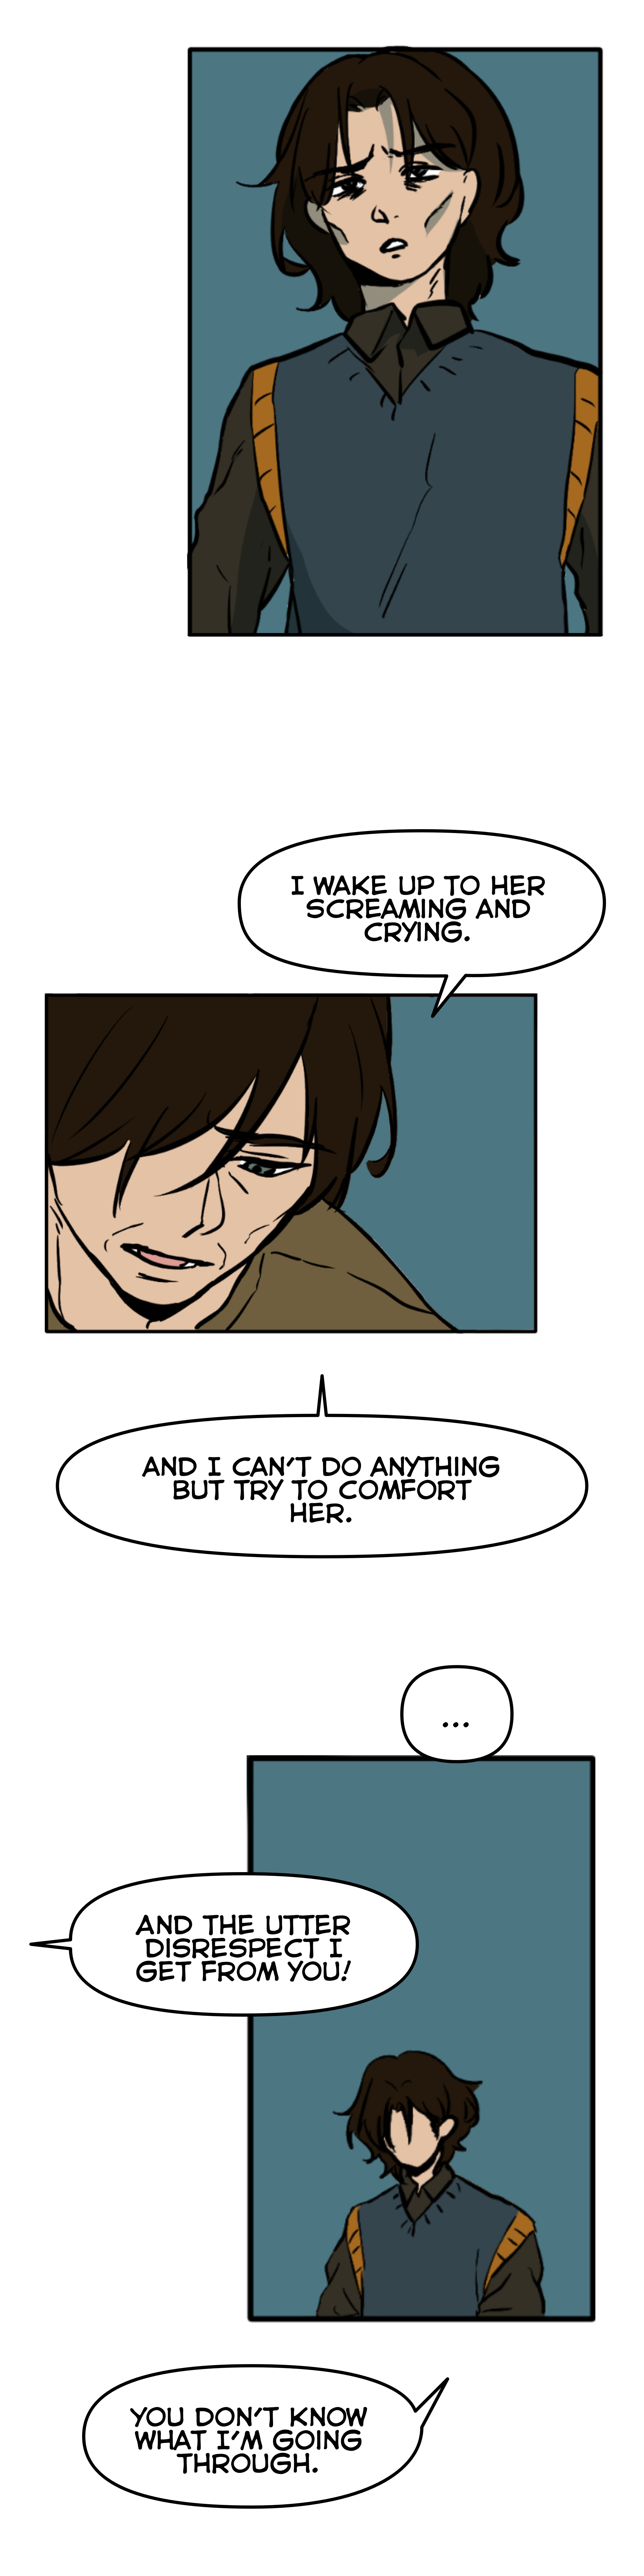 I WAKE UP TO HER
SCREAMING AND
CRYING.
AND I CAN'T DO ANYTHING
BUT TRY TO COMFORT
HER.
...
AND THE UTTER
DISRESPECT I
GET FROM YOU!
YOU DON'T KNOW
WHAT I'M GOING
THROUGH.